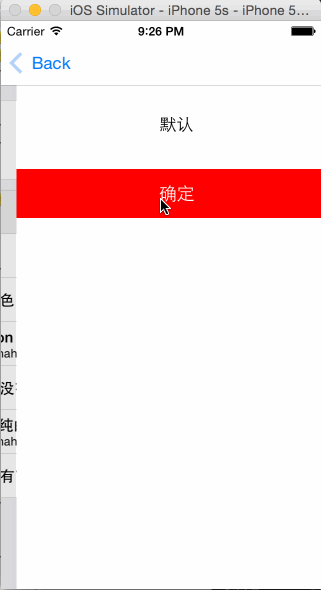 iOS Simulator - iPhone 5s - iPhone 5...
Carrier 9:26 PM
Back
默认
确定
色
on
nah
没
纯
nah
有